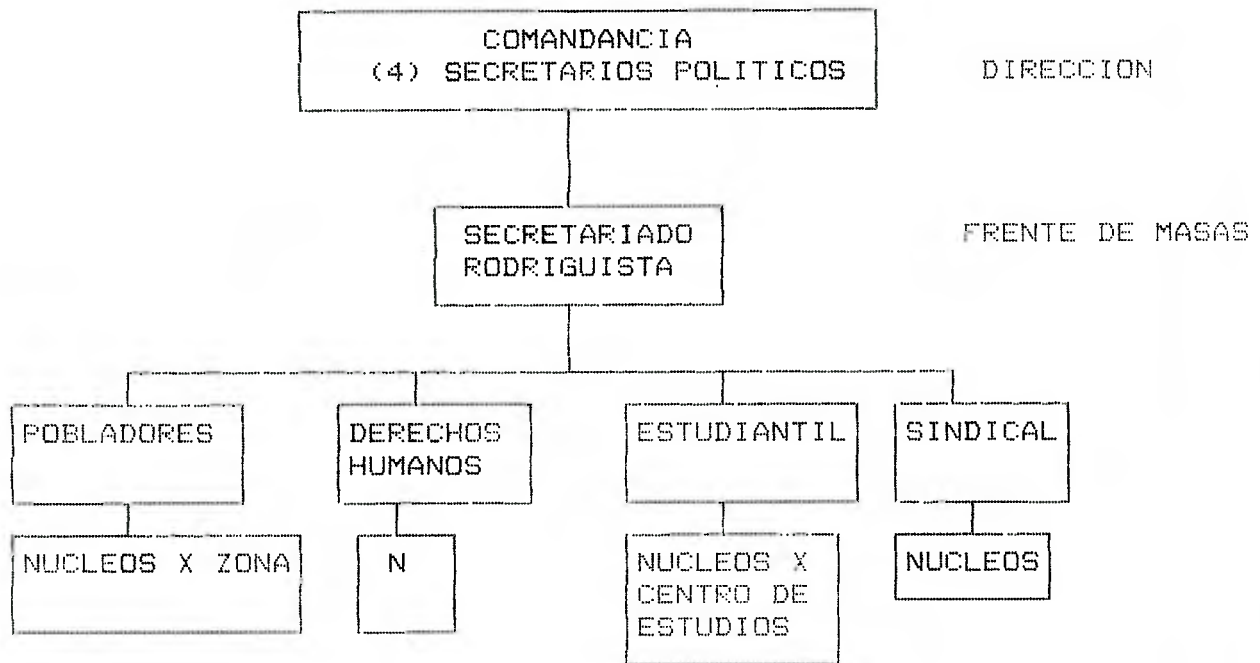 COMANDANCIA
(4) SECRETARIOS POLITICOS
DIRECCION
SECRETARIADO
RODRIGUISTA
FRENTE DE MASAS
POBLADORES
DERECHOS
HUMANOS
ESTUDIANTIL
SINDICAL
NUCLEOS X ZONA
N
NUCLEOS X
CENTRO DE
ESTUDIOS
NUCLEOS